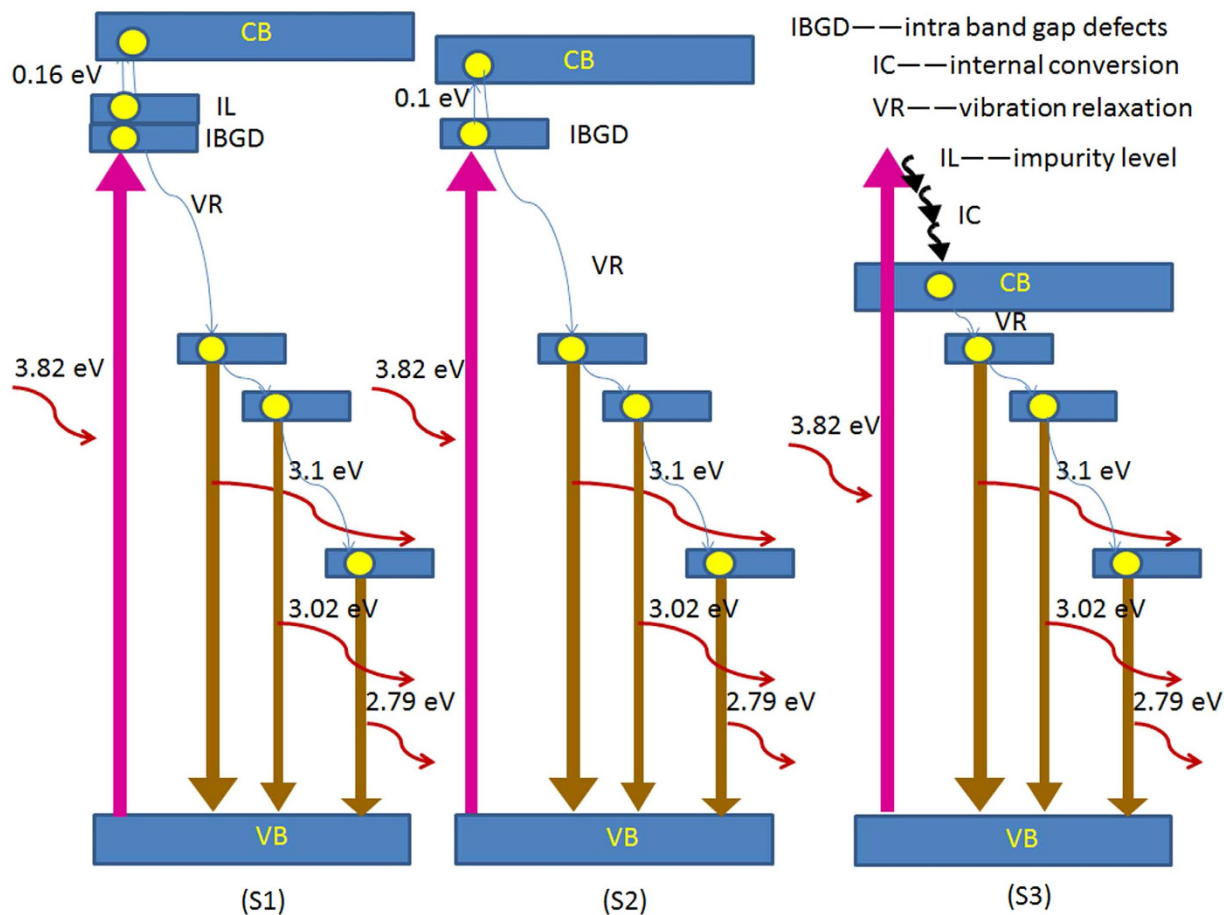 CB
0.16 eV
IL
IBGD
VR
3.82 eV
3.1 eV
3.02 eV
2.79 eV
VB
(S1)
CB
0.1 eV
IBGD
VR
3.82 eV
3.1 eV
3.02 eV
2.79 eV
VB
(S2)
IBGD——intra band gap defects
IC——internal conversion
VR——vibration relaxation
IL——impurity level
IC
CB
VR
3.82 eV
3.1 eV
3.02 eV
2.79 eV
VB
(S3)